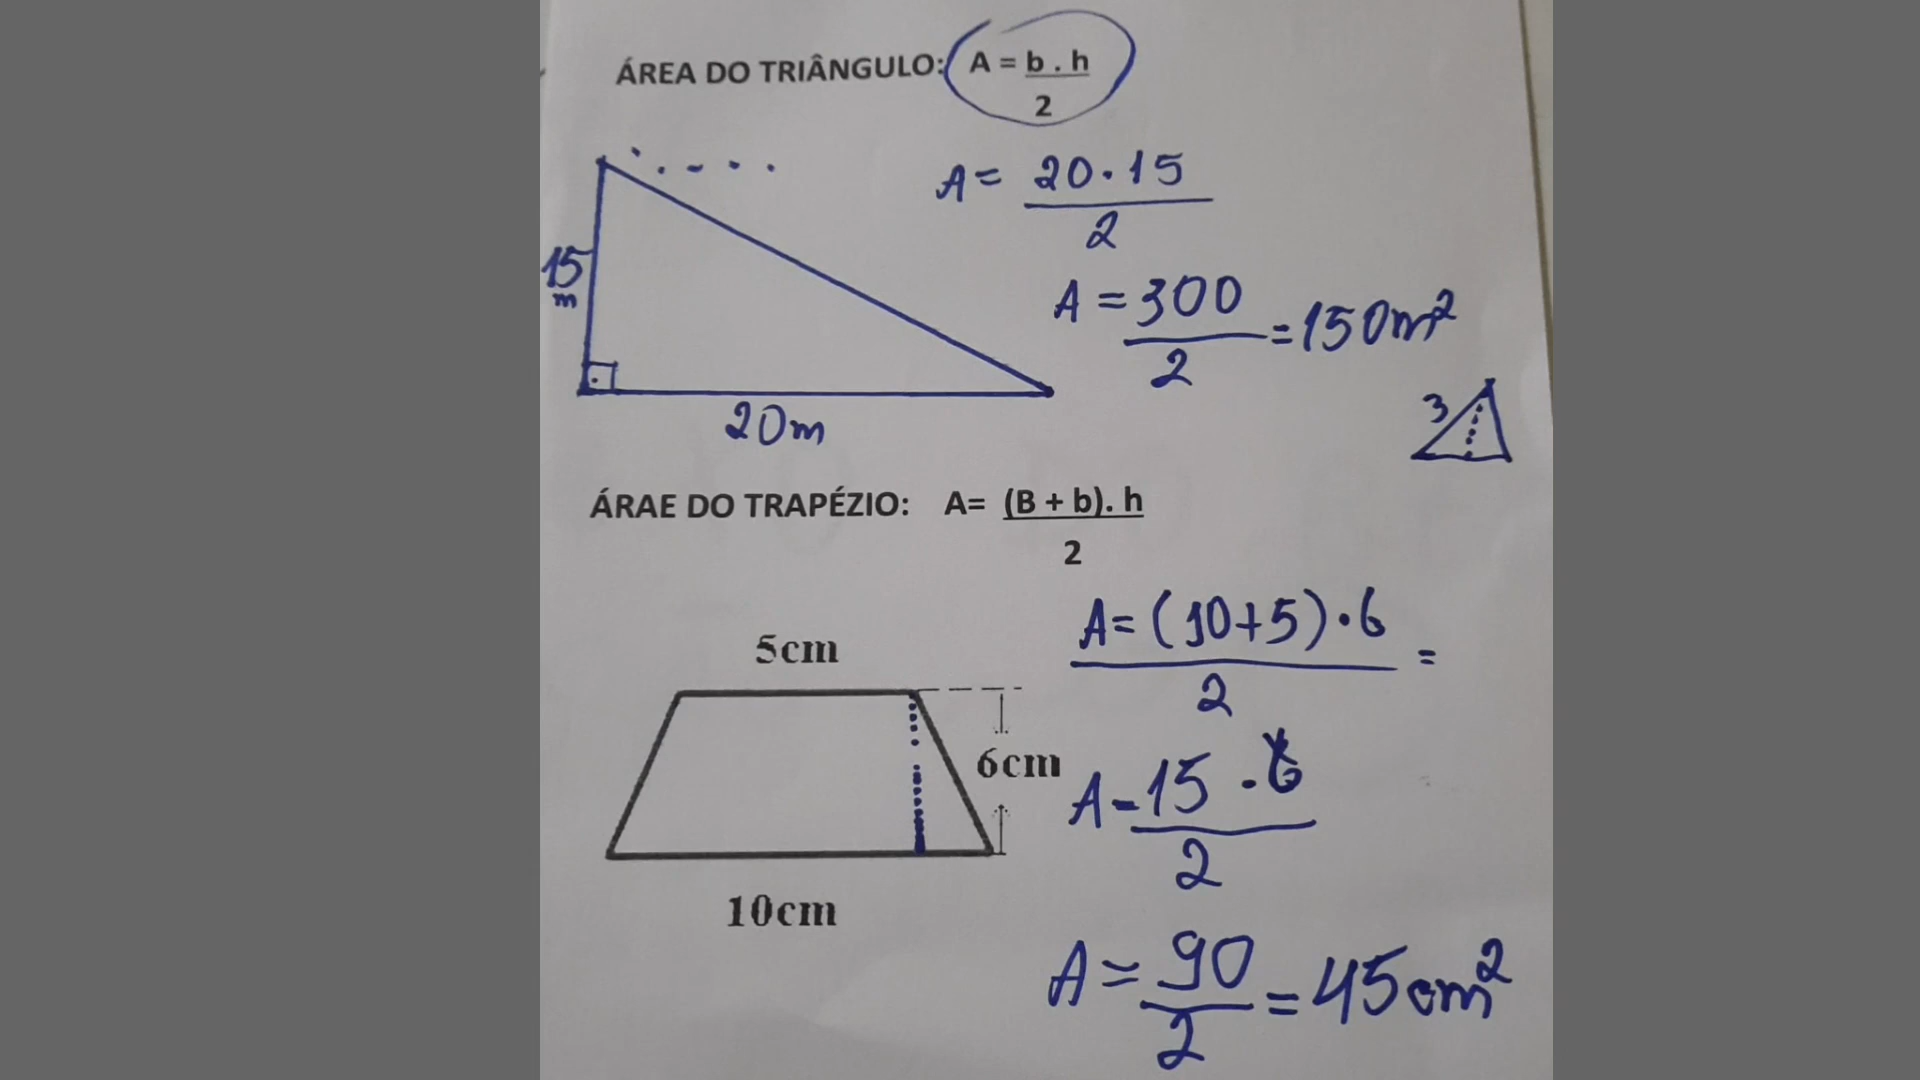 ÁREA DO TRIÂNGULO: A = b . h
2
A = 20 · 15
2
15
m
A = 300 = 150m²
2
20m
3
ÁRAE DO TRAPÉZIO: A= (B + b). h
2
A = (10+5) · 6 =
2
5cm
6cm
A = 15 · 6
2
10cm
A = 90 = 45cm²
2